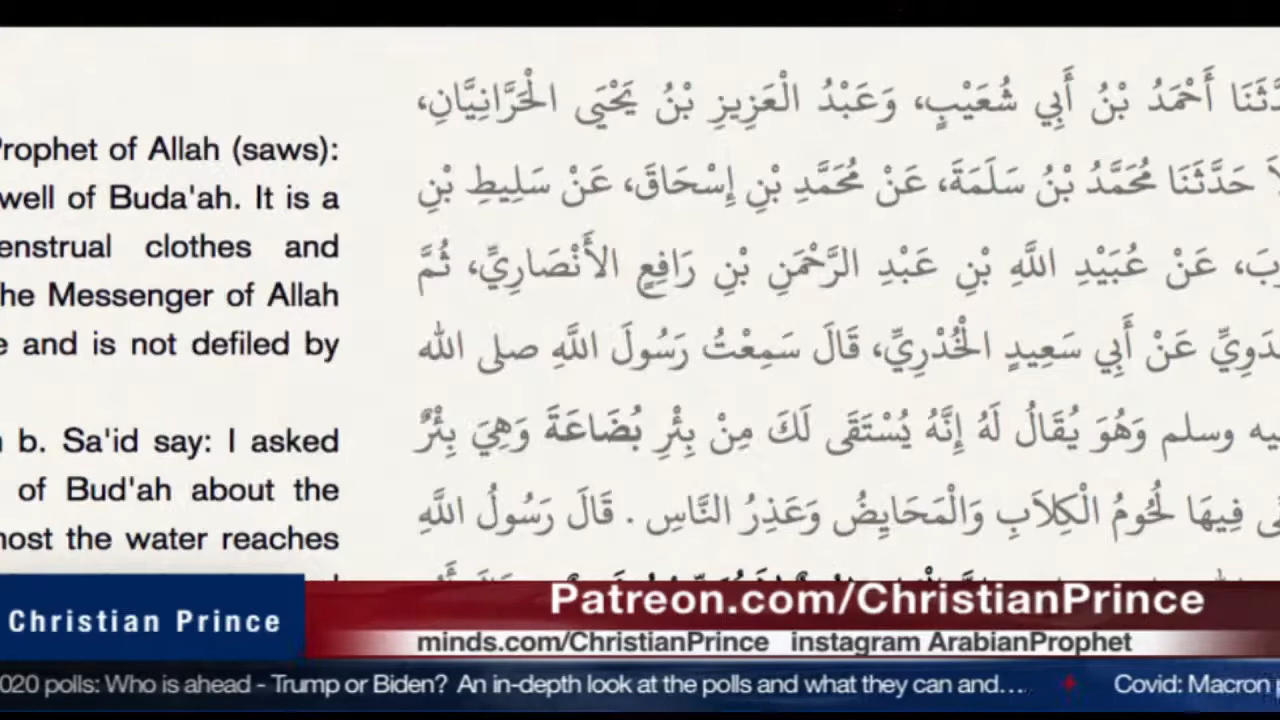 Prophet of Allah (saws):
well of Buda'ah. It is a
enstrual clothes and
he Messenger of Allah
e and is not defiled by
n b. Sa'id say: I asked
of Bud'ah about the
nost the water reaches
دَّثَنَا أَحْمَدُ بْنُ أَبِي شُعَيْبٍ، وَعَبْدُ الْعَزِيزِ بْنُ يَحْيَى الْحَرَّانِيَّانِ،
لاَ حَدَّثَنَا مُحَمَّدُ بْنُ سَلَمَةَ، عَنْ مُحَمَّدِ بْنِ إِسْحَاقَ، عَنْ سَلِيطِ بْنِ
وبَ، عَنْ عُبَيْدِ اللَّهِ بْنِ عَبْدِ الرَّحْمَنِ بْنِ رَافِعٍ الأَنْصَارِيِّ، ثُمَّ
دَوِيِّ عَنْ أَبِي سَعِيدٍ الْخُدْرِيِّ، قَالَ سَمِعْتُ رَسُولَ اللَّهِ صلى الله
يه وسلم وَهُوَ يُقَالُ لَهُ إِنَّهُ يُسْتَقَى لَكَ مِنْ بِئْرِ بُضَاعَةَ وَهِيَ بِئْرٌ
ى فِيهَا لُحُومُ الْكِلاَبِ وَالْمَحَايِضُ وَعَذِرُ النَّاسِ . قَالَ رَسُولُ اللَّهِ
Christian Prince
Patreon.com/ChristianPrince
minds.com/ChristianPrince instagram ArabianProphet
020 polls: Who is ahead - Trump or Biden? An in-depth look at the polls and what they can and… Covid: Macron